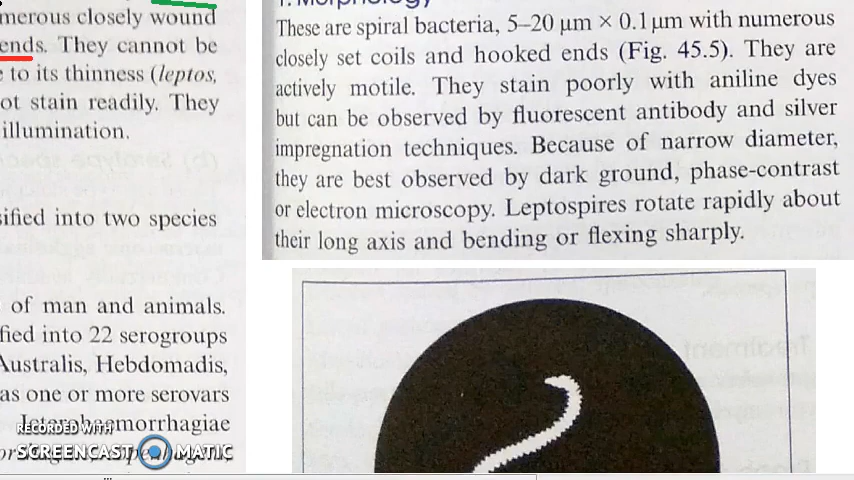 merous closely wound
ends. They cannot be
to its thinness (leptos,
ot stain readily. They
illumination.
sified into two species
of man and animals.
fied into 22 serogroups
Australis, Hebdomadis,
as one or more serovars
Icterohaemorrhagiae
RECORDED WITH
SCREENCAST MATIC
1. Morphology
These are spiral bacteria, 5–20 μm × 0.1 μm with numerous
closely set coils and hooked ends (Fig. 45.5). They are
actively motile. They stain poorly with aniline dyes
but can be observed by fluorescent antibody and silver
impregnation techniques. Because of narrow diameter,
they are best observed by dark ground, phase-contrast
or electron microscopy. Leptospires rotate rapidly about
their long axis and bending or flexing sharply.